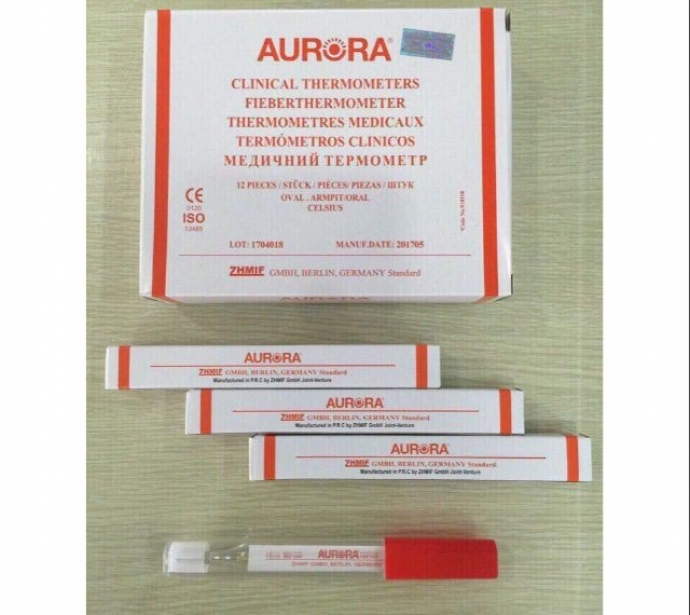 AURORA
CLINICAL THERMOMETERS
FIEBERTHERMOMETER
THERMOMETRES MEDICAUX
TERMÓMETROS CLINICOS
МЕДИЧНИЙ ТЕРМОМЕТР
12 PIECES / STÜCK / PIÈCES/ PIEZAS / ШТУК
OVAL . ARMPIT/ORAL
CELSIUS
CE
0120
ISO
13485
LOT: 1704018
MANUF.DATE: 201705
ZHMIF GMBH, BERLIN, GERMANY Standard
AURORA
AURORA
ZHMIF GMBH, BERLIN, GERMANY Standard
Manufactured in P.R.C by ZHMIF GmbH Joint-Venture
AURORA
ZHMIF GMBH, BERLIN, GERMANY Standard
Manufactured in P.R.C by ZHMIF GmbH Joint-Venture
AURORA
ZHMIF GMBH, BERLIN, GERMANY Standard
Manufactured in P.R.C by ZHMIF GmbH Joint-Venture
AURORA
ZHMIF GMBH, BERLIN, GERMANY